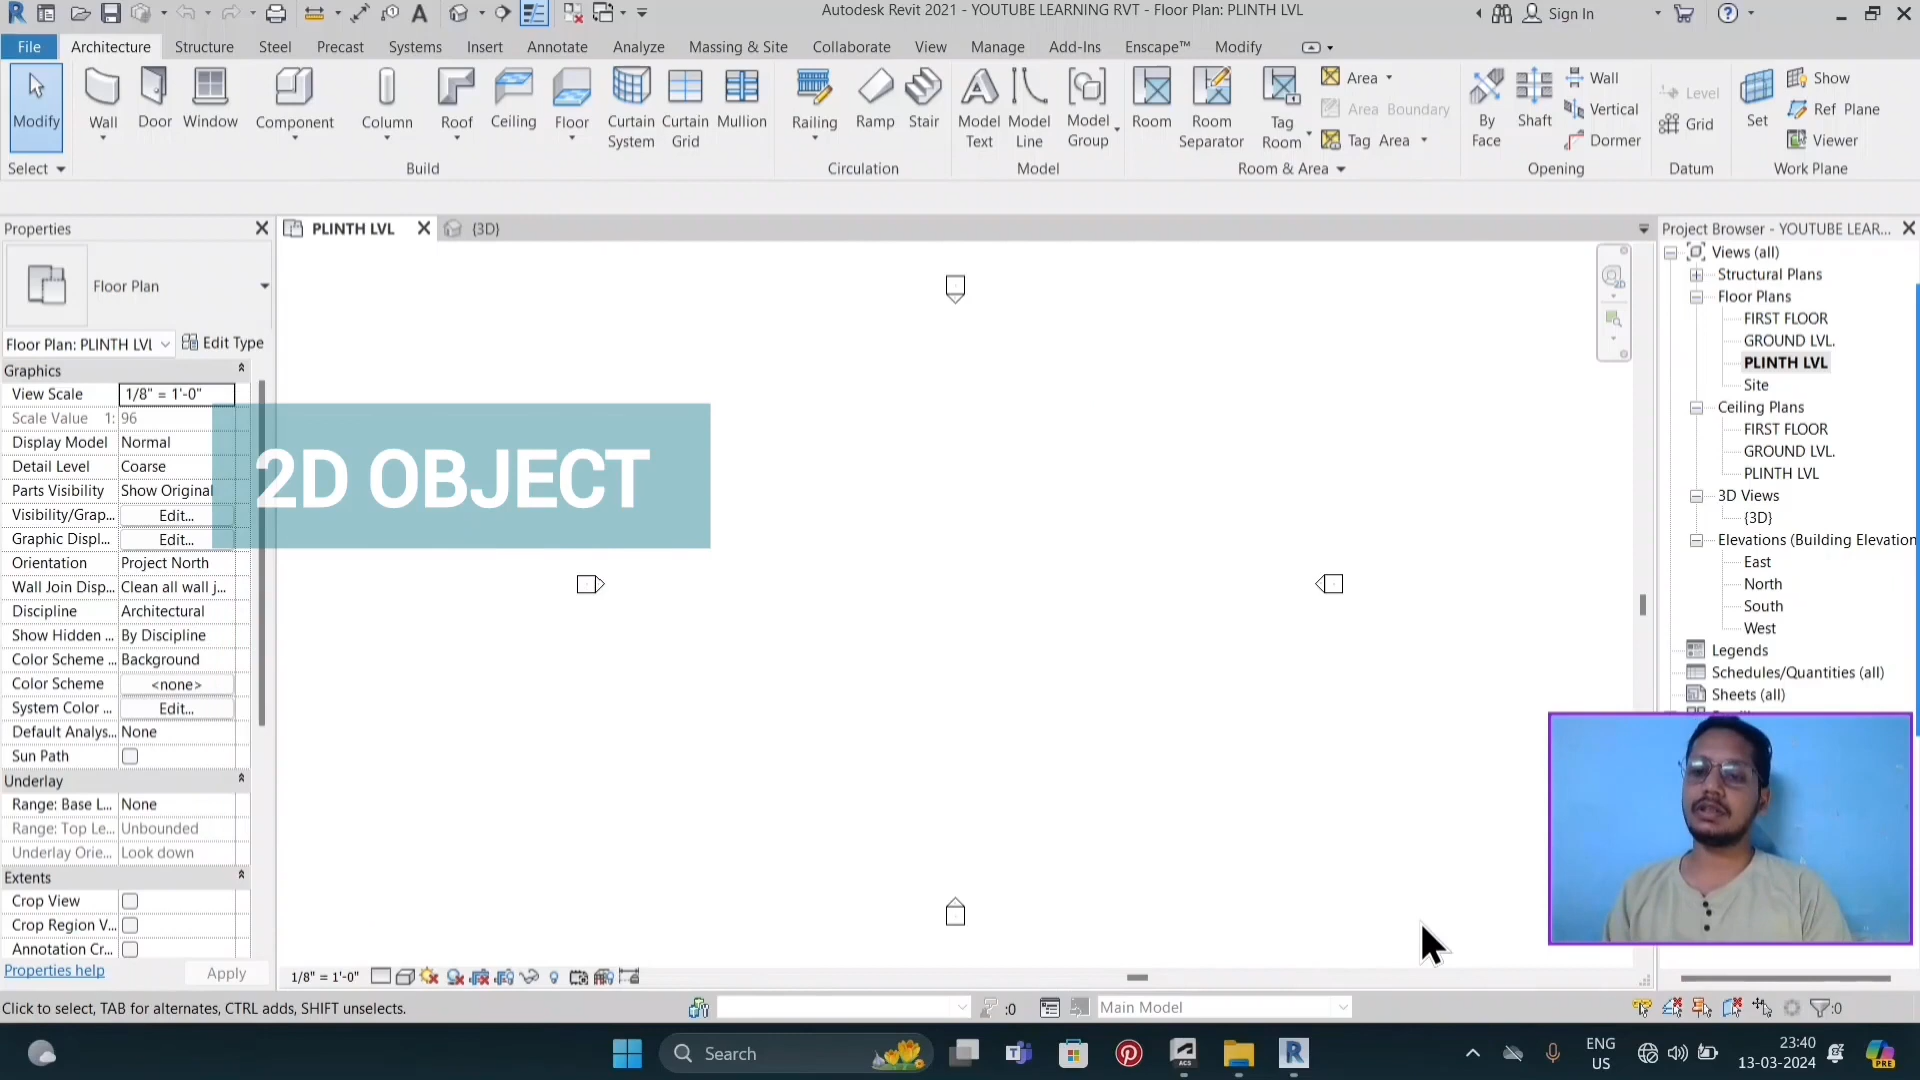 Autodesk Revit 2021 - YOUTUBE LEARNING RVT - Floor Plan: PLINTH LVL
Sign In
File Architecture Structure Steel Precast Systems Insert Annotate Analyze Massing & Site Collaborate View Manage Add-Ins Enscape™ Modify
Modify
Wall
Door
Window
Component
Column
Roof
Ceiling
Floor
Curtain System
Curtain Grid
Mullion
Railing
Ramp
Stair
Model Text
Model Line
Model Group
Room
Room Separator
Tag Room
Area
Area Boundary
Tag Area
By Face
Shaft
Wall
Vertical
Dormer
Level
Grid
Set
Show
Ref Plane
Viewer
Select Build Circulation Model Room & Area Opening Datum Work Plane
Properties
PLINTH LVL
{3D}
Project Browser - YOUTUBE LEAR...
Floor Plan
Floor Plan: PLINTH LVL
Edit Type
Graphics
View Scale 1/8" = 1'-0"
Scale Value 1: 96
Display Model Normal
Detail Level Coarse
Parts Visibility Show Original
Visibility/Grap... Edit...
Graphic Displ... Edit...
Orientation Project North
Wall Join Disp... Clean all wall j...
Discipline Architectural
Show Hidden ... By Discipline
Color Scheme ... Background
Color Scheme <none>
System Color ... Edit...
Default Analys... None
Sun Path
Underlay
Range: Base L... None
Range: Top Le... Unbounded
Underlay Orie... Look down
Extents
Crop View
Crop Region V...
Annotation Cr...
Properties help
Apply
2D OBJECT
2D
Views (all)
Structural Plans
Floor Plans
FIRST FLOOR
GROUND LVL.
PLINTH LVL
Site
Ceiling Plans
FIRST FLOOR
GROUND LVL.
PLINTH LVL
3D Views
{3D}
Elevations (Building Elevation
East
North
South
West
Legends
Schedules/Quantities (all)
Sheets (all)
1/8" = 1'-0"
Click to select, TAB for alternates, CTRL adds, SHIFT unselects.
:0
Main Model
:0
Search
ENG
US
23:40
13-03-2024
PRE